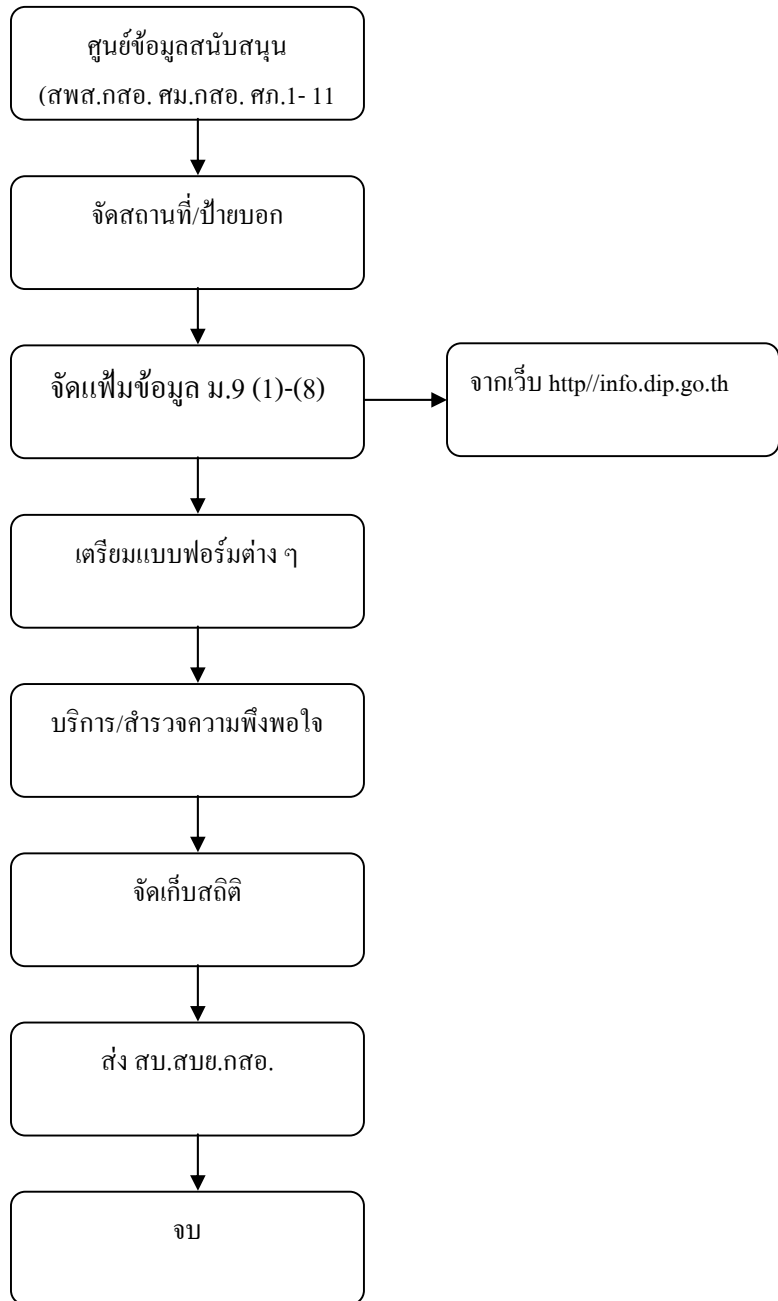 ศูนย์ข้อมูลสนับสนุน
(สพส.กสอ. ศม.กสอ. ศภ.1- 11
จัดสถานที่/ป้ายบอก
จัดแฟ้มข้อมูล ม.9 (1)-(8)
จากเว็บ http//info.dip.go.th
เตรียมแบบฟอร์มต่าง ๆ
บริการ/สำรวจความพึงพอใจ
จัดเก็บสถิติ
ส่ง สบ.สบย.กสอ.
จบ